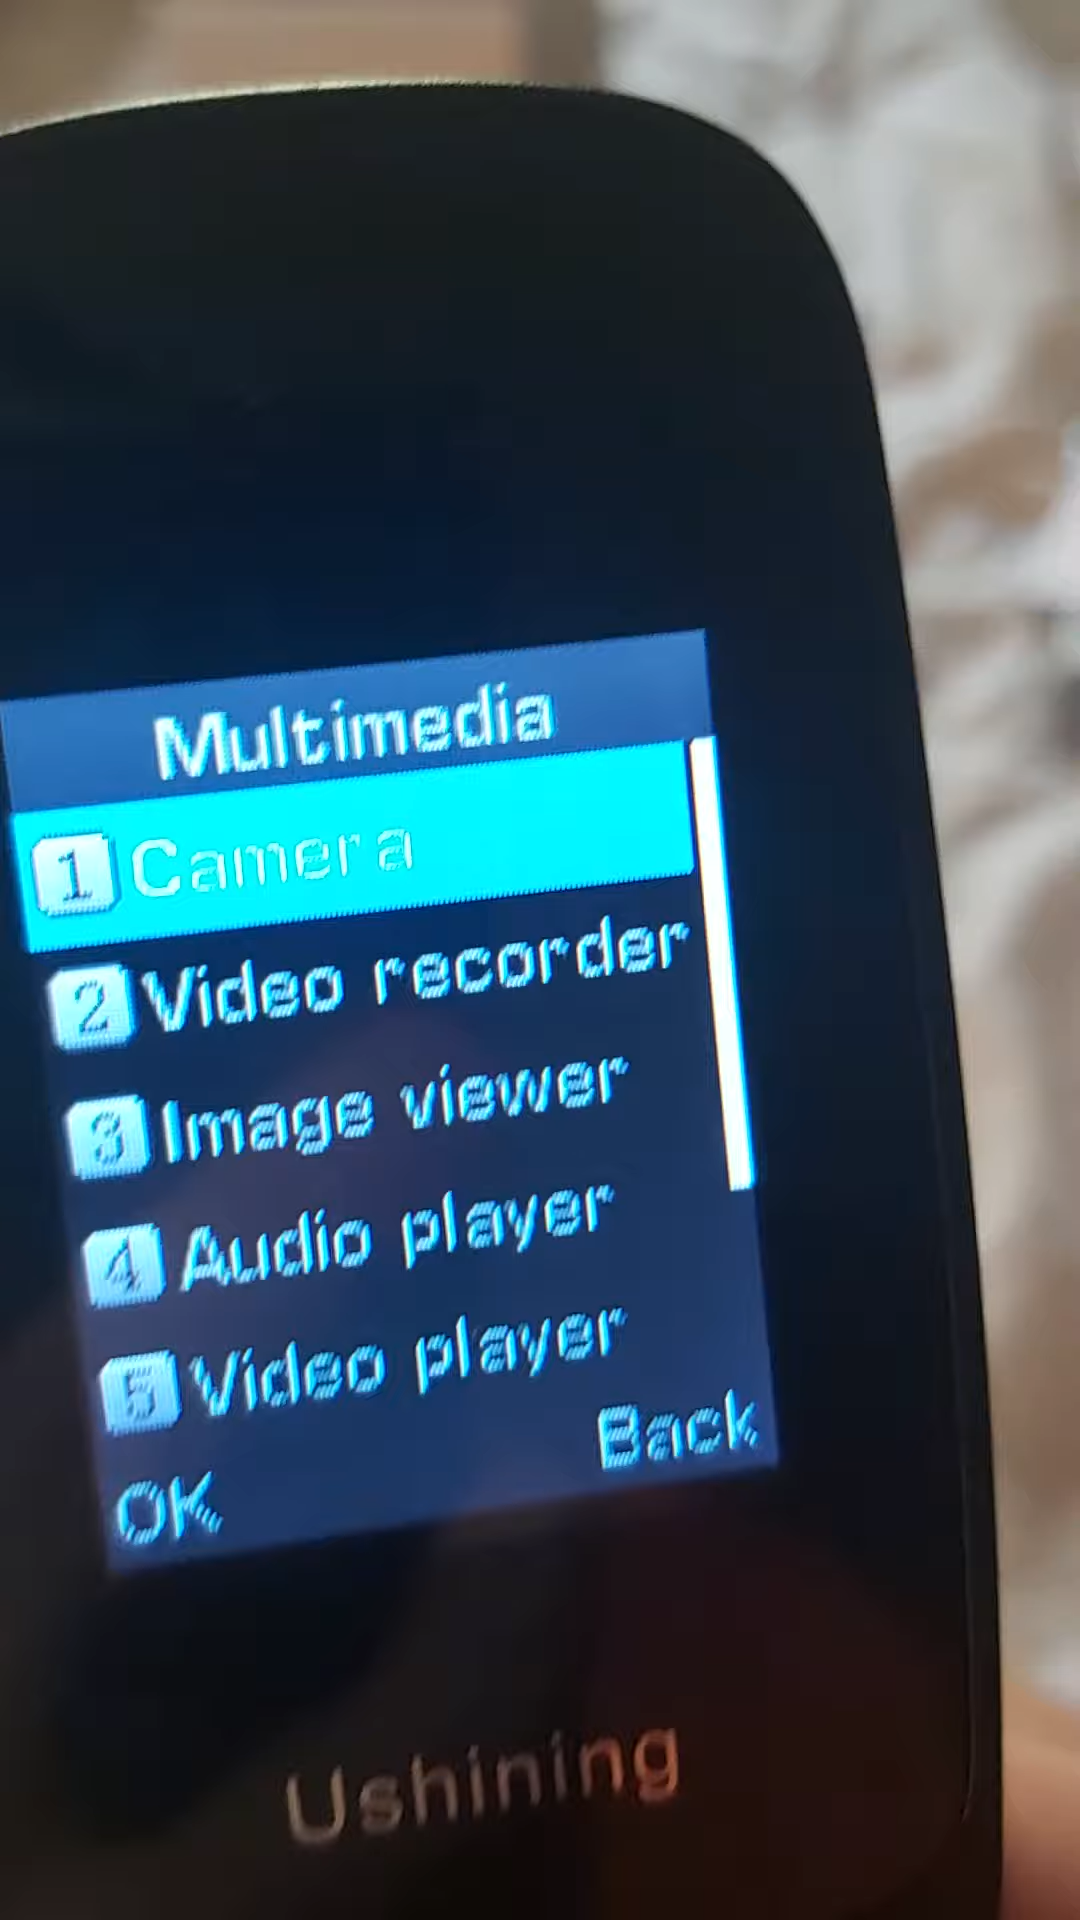 Multimedia
1 Camera
2 Video recorder
3 Image viewer
4 Audio player
5 Video player
OK Back
Ushining